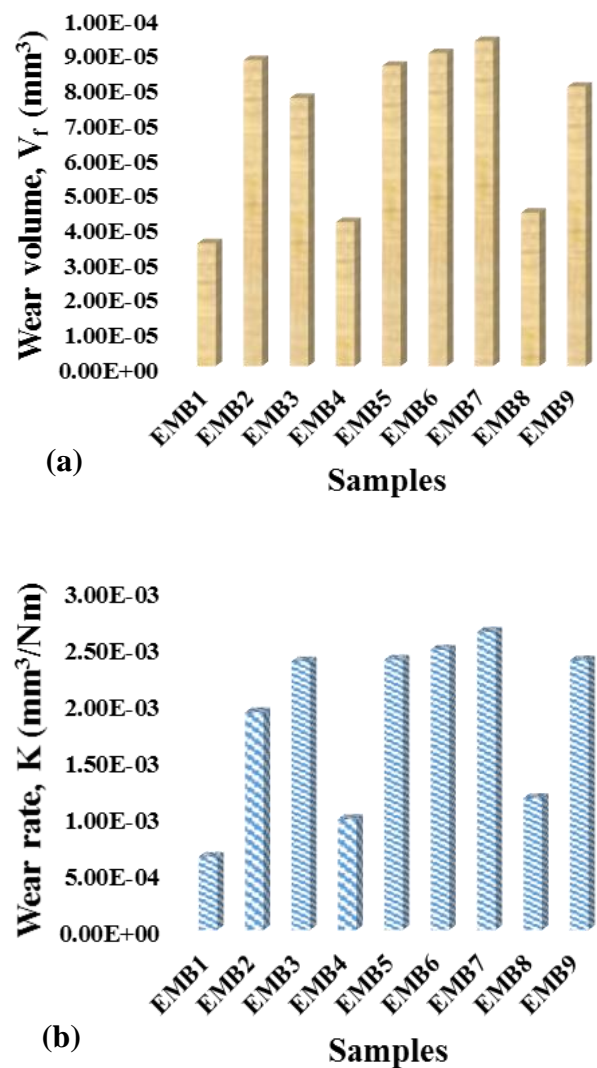 1.00E-04
9.00E-05
8.00E-05
7.00E-05
6.00E-05
5.00E-05
4.00E-05
3.00E-05
2.00E-05
1.00E-05
0.00E+00
Wear volume, V_f (mm³)
EMB1 EMB2 EMB3 EMB4 EMB5 EMB6 EMB7 EMB8 EMB9
(a)
Samples
3.00E-03
2.50E-03
2.00E-03
1.50E-03
1.00E-03
5.00E-04
0.00E+00
Wear rate, K (mm³/Nm)
EMB1 EMB2 EMB3 EMB4 EMB5 EMB6 EMB7 EMB8 EMB9
(b)
Samples